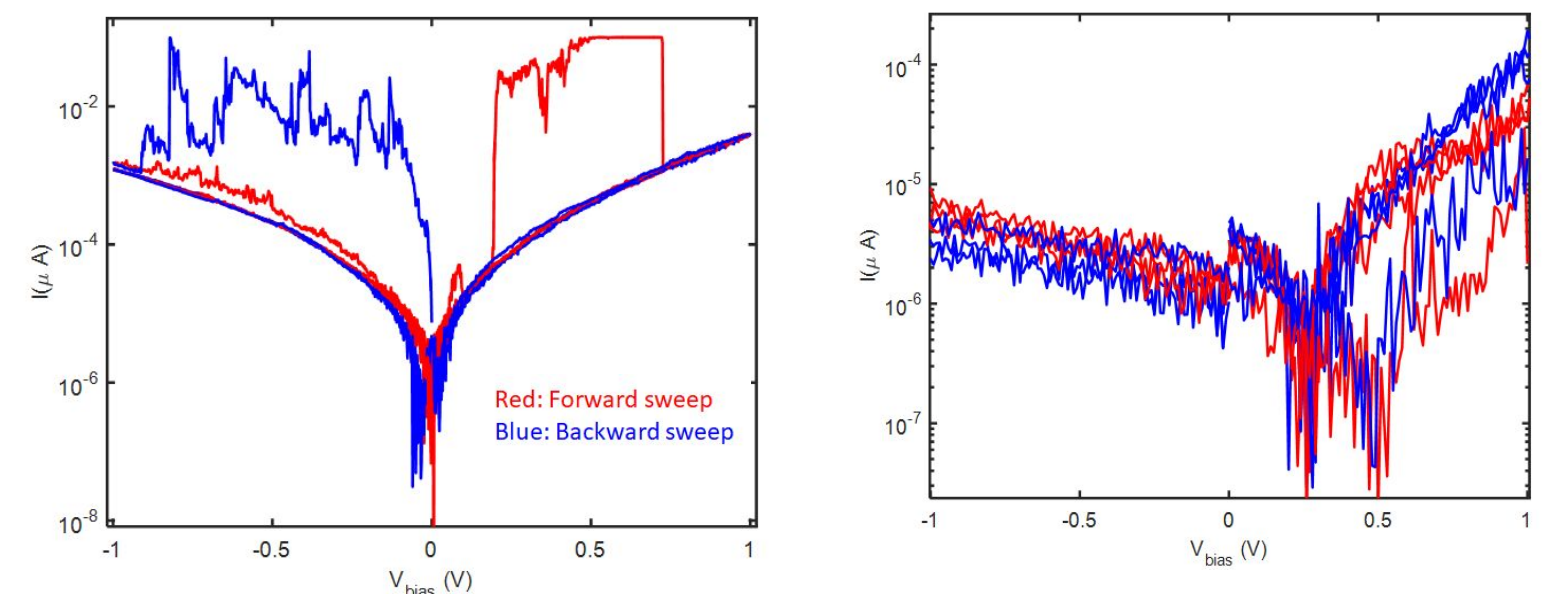 10^-2
10^-4
10^-6
10^-8
I(μ A)
-1 -0.5 0 0.5 1
V_bias (V)
Red: Forward sweep
Blue: Backward sweep
10^-4
10^-5
10^-6
10^-7
I(μ A)
-1 -0.5 0 0.5 1
V_bias (V)